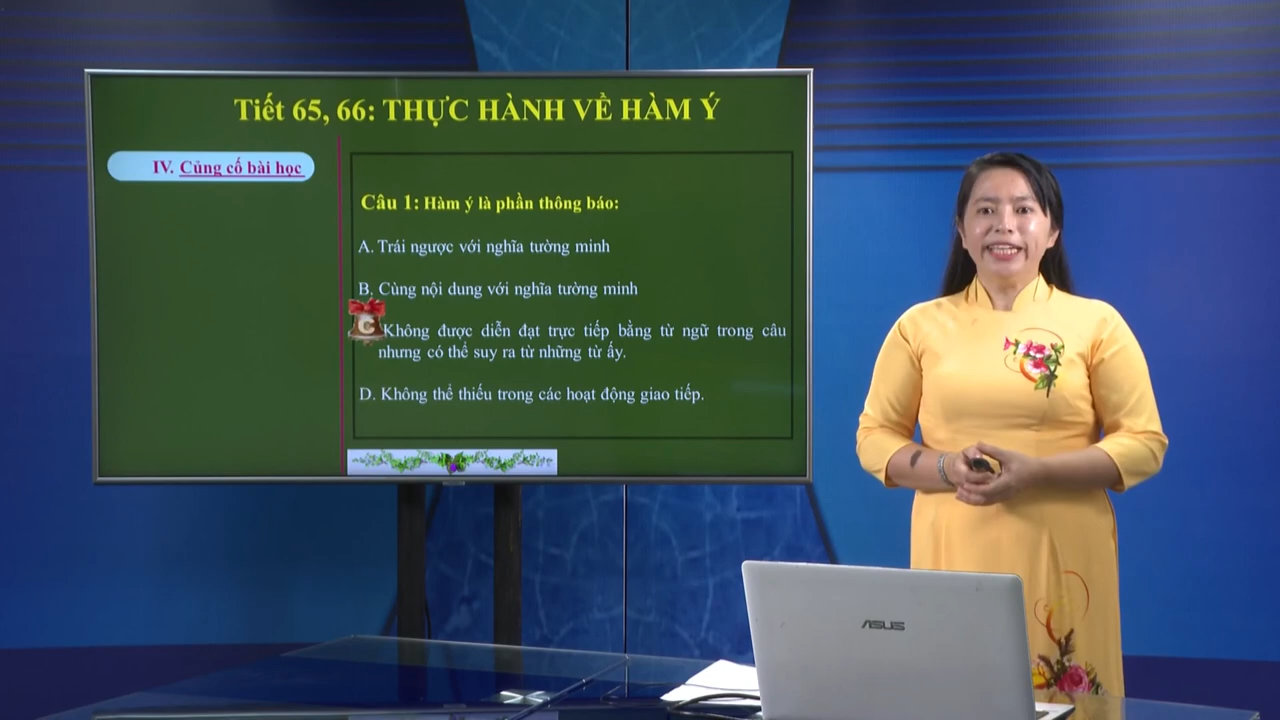 Tiết 65, 66: THỰC HÀNH VỀ HÀM Ý
IV. Củng cố bài học
Câu 1: Hàm ý là phần thông báo:
A. Trái ngược với nghĩa tường minh
B. Cùng nội dung với nghĩa tường minh
C Không được diễn đạt trực tiếp bằng từ ngữ trong câu
nhưng có thể suy ra từ những từ ấy.
D. Không thể thiếu trong các hoạt động giao tiếp.
ASUS